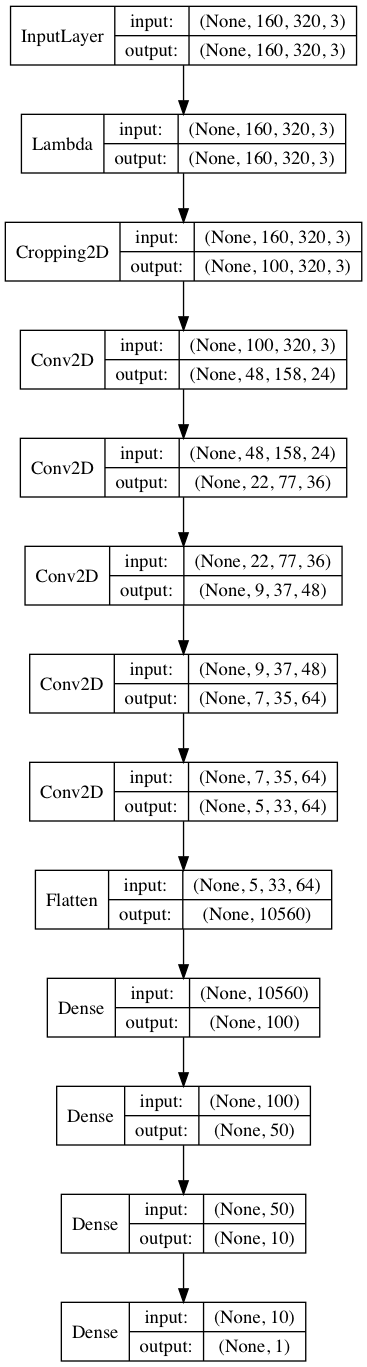 InputLayer
input: (None, 160, 320, 3)
output: (None, 160, 320, 3)
Lambda
input: (None, 160, 320, 3)
output: (None, 160, 320, 3)
Cropping2D
input: (None, 160, 320, 3)
output: (None, 100, 320, 3)
Conv2D
input: (None, 100, 320, 3)
output: (None, 48, 158, 24)
Conv2D
input: (None, 48, 158, 24)
output: (None, 22, 77, 36)
Conv2D
input: (None, 22, 77, 36)
output: (None, 9, 37, 48)
Conv2D
input: (None, 9, 37, 48)
output: (None, 7, 35, 64)
Conv2D
input: (None, 7, 35, 64)
output: (None, 5, 33, 64)
Flatten
input: (None, 5, 33, 64)
output: (None, 10560)
Dense
input: (None, 10560)
output: (None, 100)
Dense
input: (None, 100)
output: (None, 50)
Dense
input: (None, 50)
output: (None, 10)
Dense
input: (None, 10)
output: (None, 1)